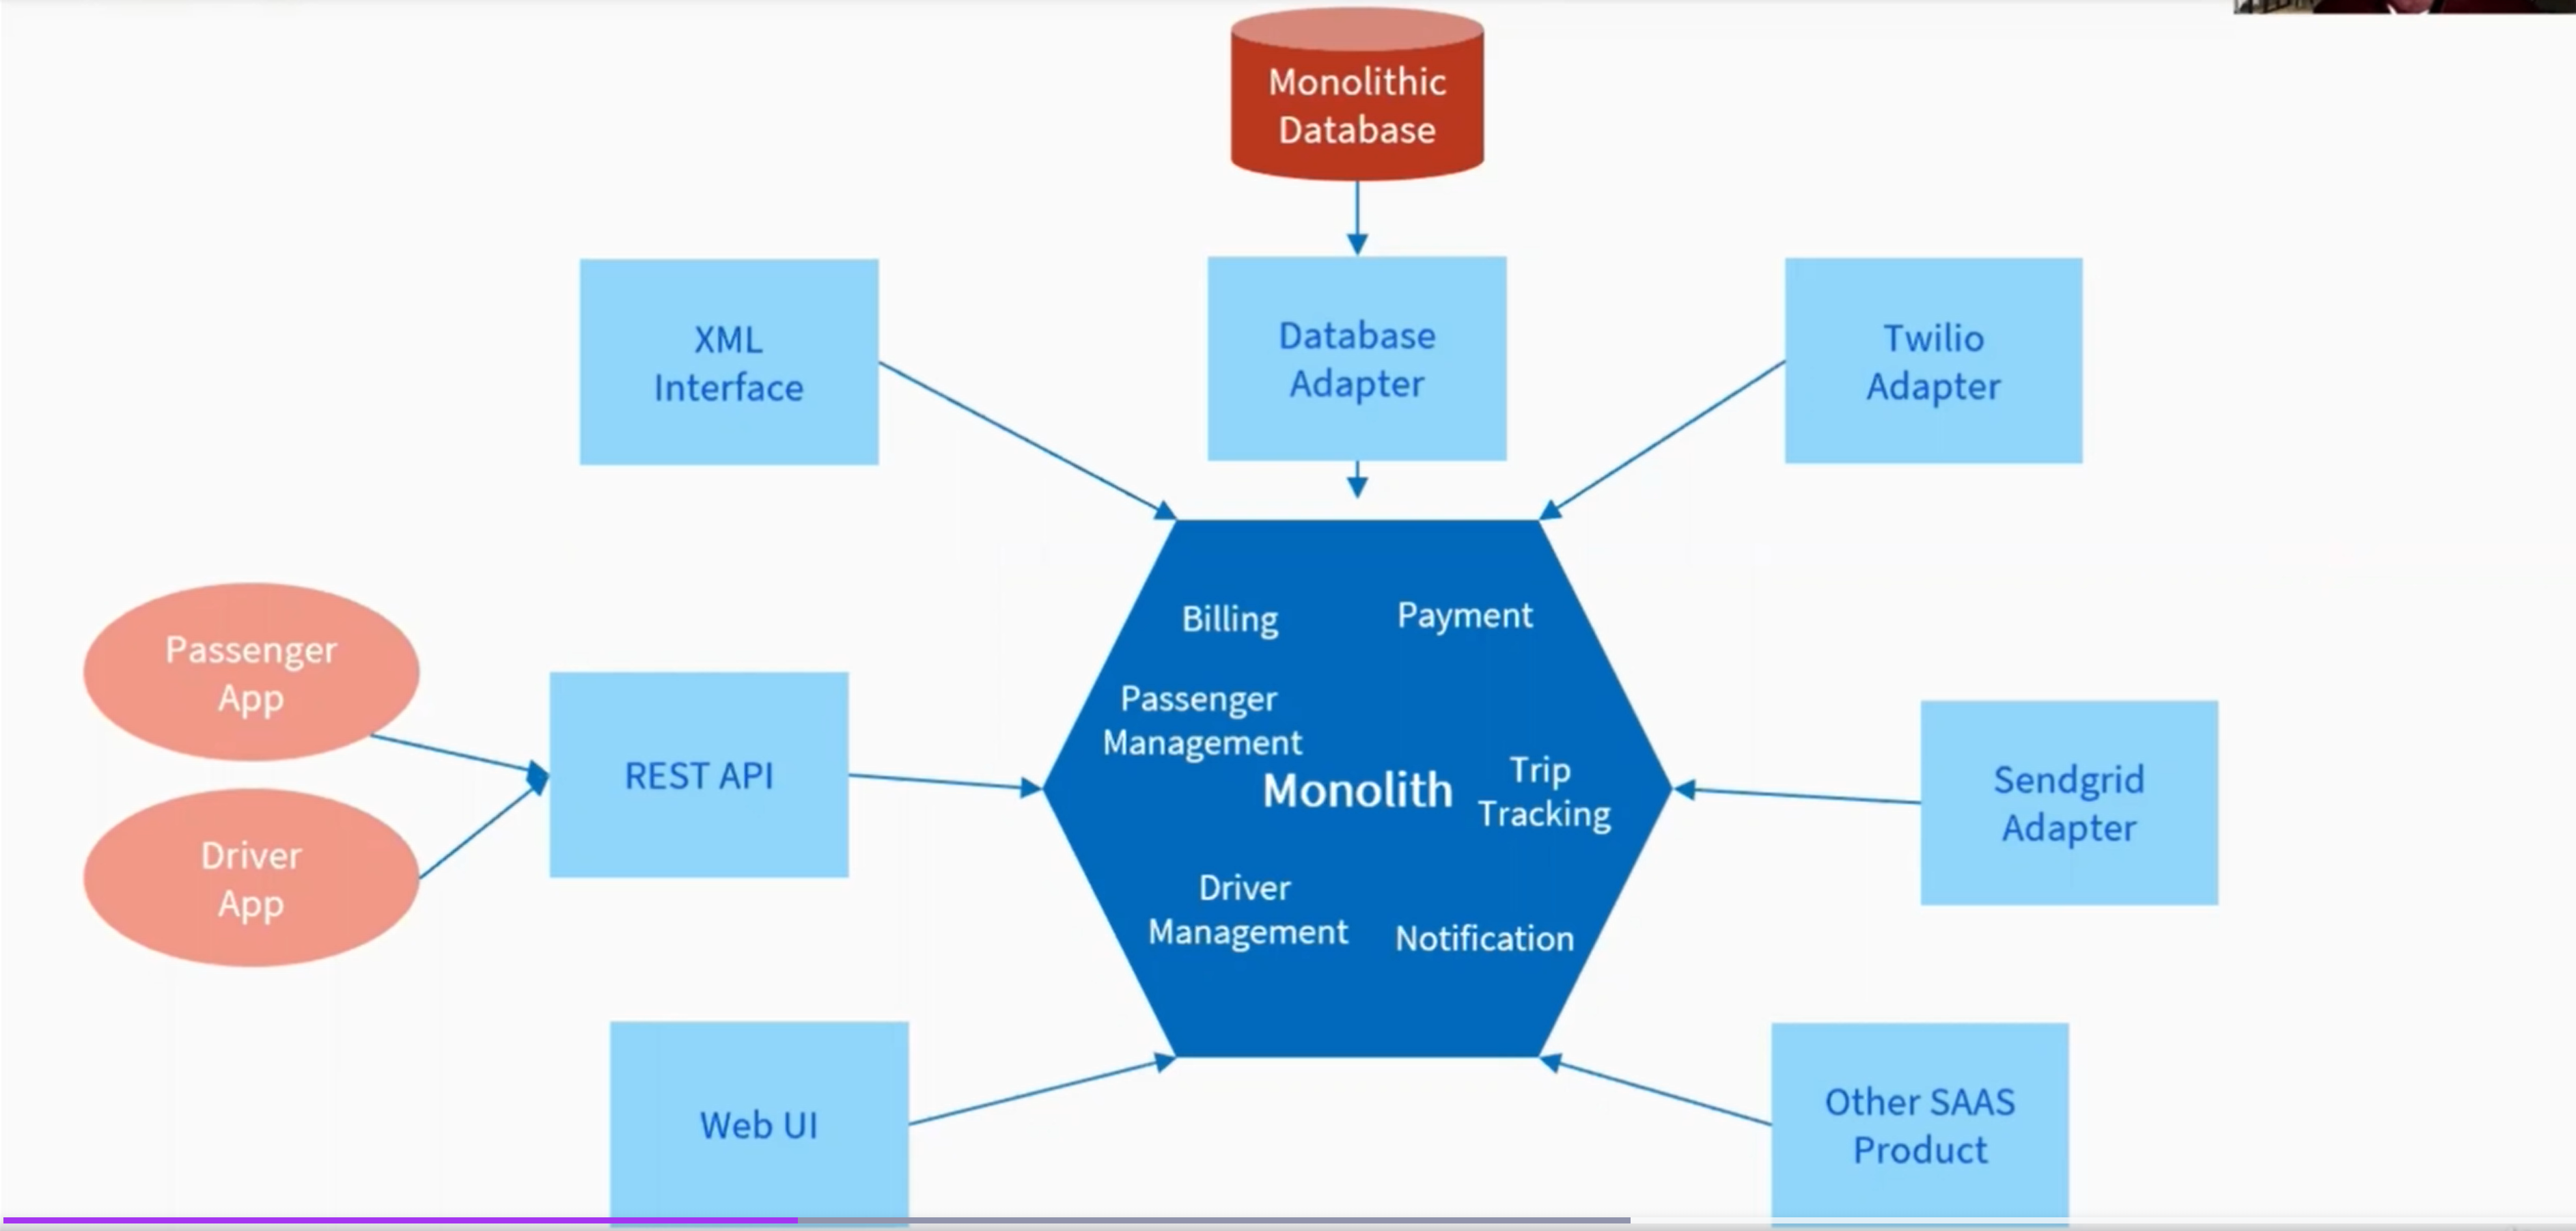 Monolithic
Database
XML
Interface
Database
Adapter
Twilio
Adapter
Passenger
App
Driver
App
REST API
Billing
Payment
Passenger
Management
Monolith
Trip
Tracking
Driver
Management
Notification
Sendgrid
Adapter
Web UI
Other SAAS
Product